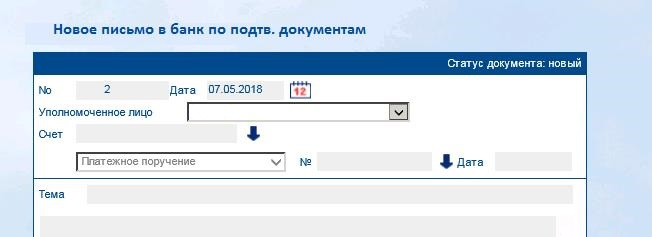 Новое письмо в банк по подтв. документам
Статус документа: новый
No 2 Дата 07.05.2018 12
Уполномоченное лицо
Счет
Платежное поручение № Дата
Тема